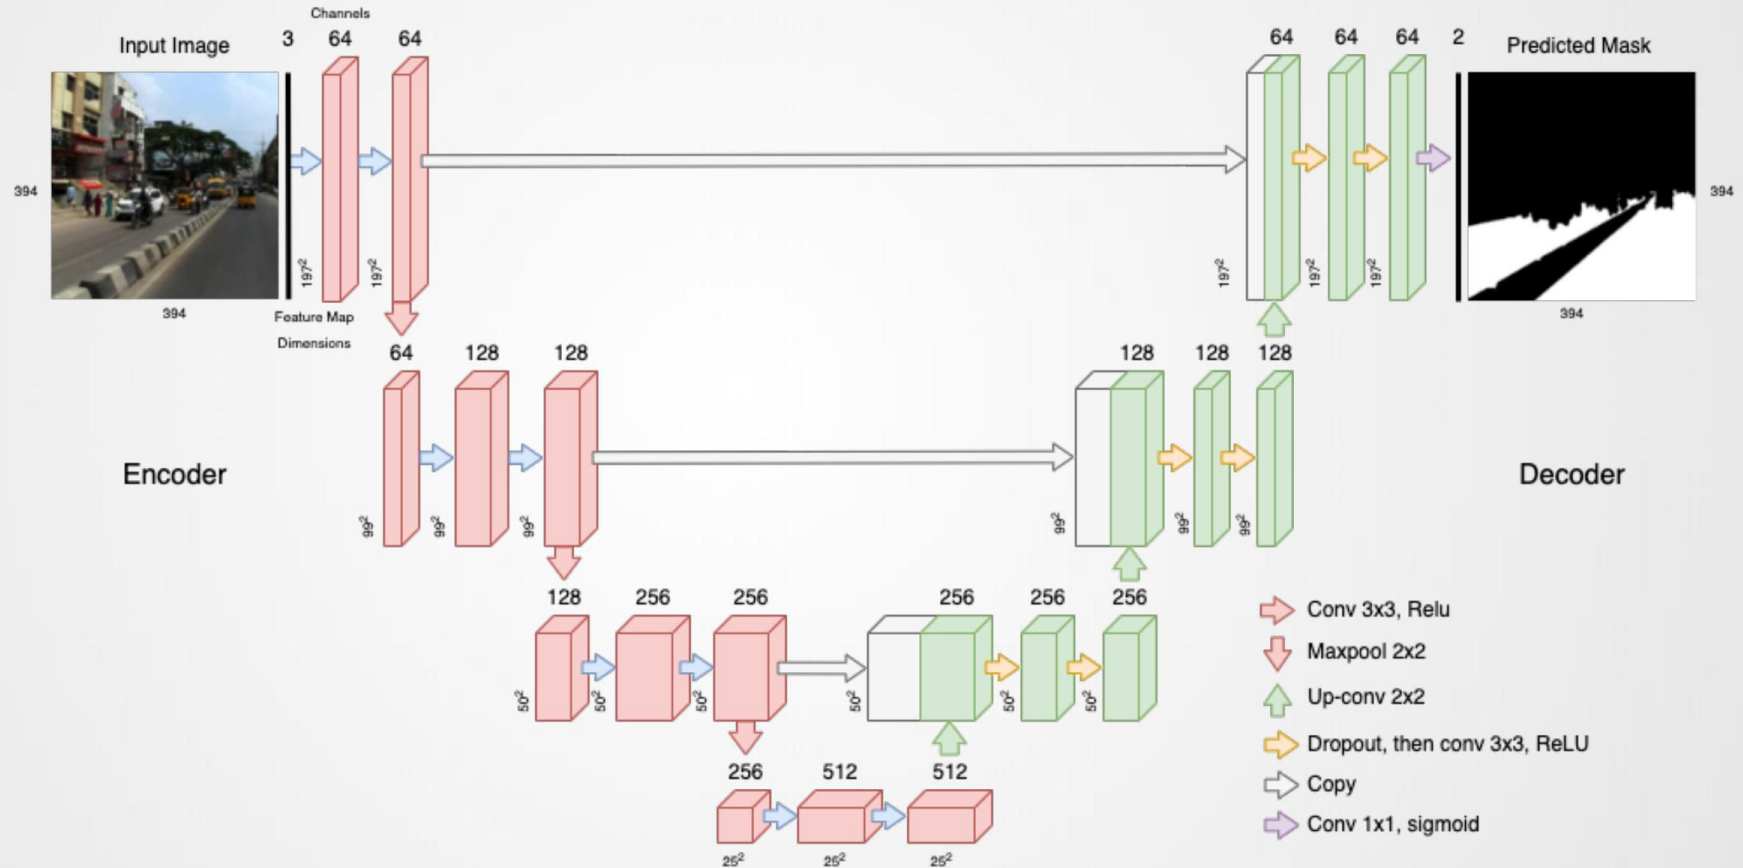 Channels
Input Image 3 64 64 64 64 64 2 Predicted Mask
394 394
197² 197² 197² 197² 197²
394 Feature Map 394
Dimensions
64 128 128 128 128 128
Encoder Decoder
99² 99² 99² 99² 99² 99²
128 256 256 256 256 256
Conv 3x3, Relu
Maxpool 2x2
50² 50² 50² 50² 50² 50²
Up-conv 2x2
Dropout, then conv 3x3, ReLU
256 512 512
Copy
Conv 1x1, sigmoid
25² 25² 25²